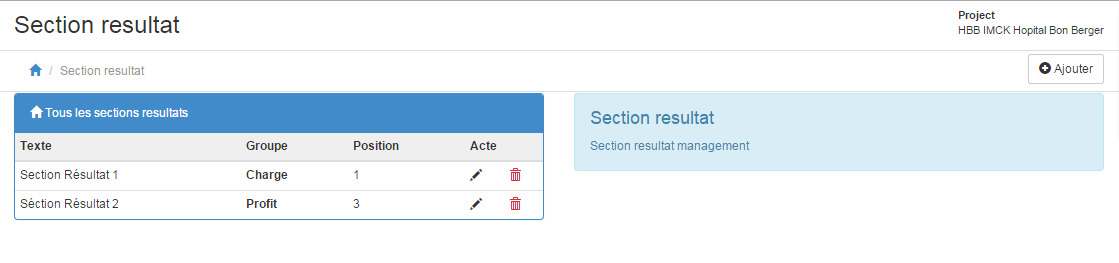 Section resultat
Project
HBB IMCK Hopital Bon Berger
/ Section resultat
Ajouter
Tous les sections resultats
Texte Groupe Position Acte
Section Résultat 1 Charge 1
Séction Résultat 2 Profit 3
Section resultat
Section resultat management